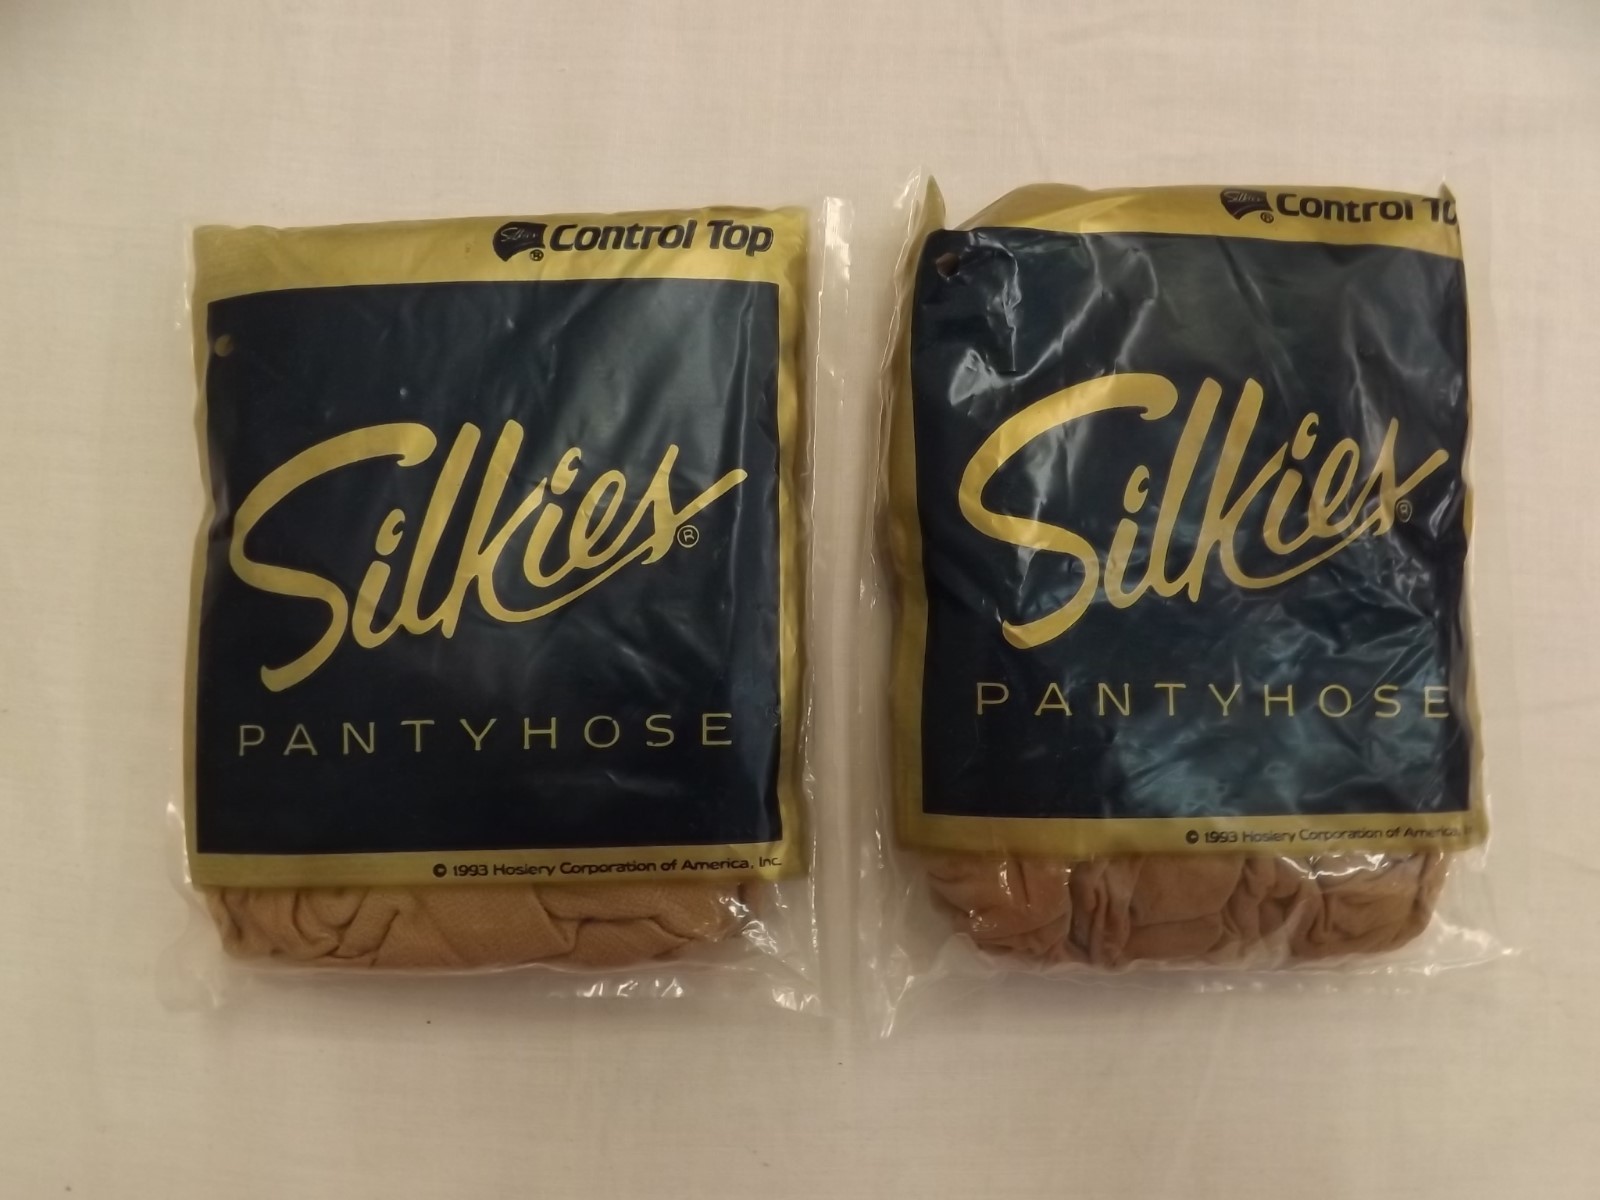 Silkies ® Control Top
Silkies ®
PANTYHOSE
© 1993 Hosiery Corporation of America, Inc.
Silkies ® Control To
Silkies ®
PANTYHOSE
© 1993 Hosiery Corporation of America, I